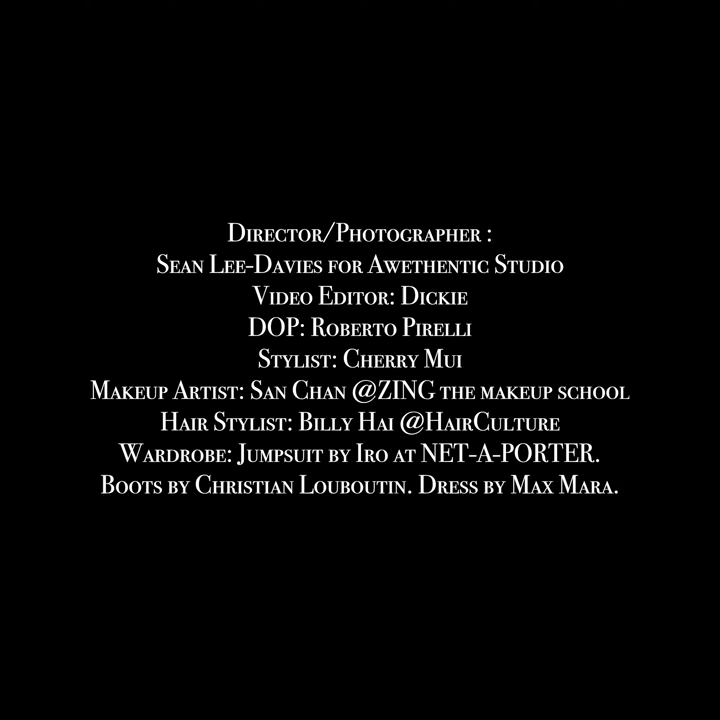 Director/Photographer :
Sean Lee-Davies for Awethentic Studio
Video Editor: Dickie
DOP: Roberto Pirelli
Stylist: Cherry Mui
Makeup Artist: San Chan @ZING the makeup school
Hair Stylist: Billy Hai @HairCulture
Wardrobe: Jumpsuit by Iro at NET-A-PORTER.
Boots by Christian Louboutin. Dress by Max Mara.